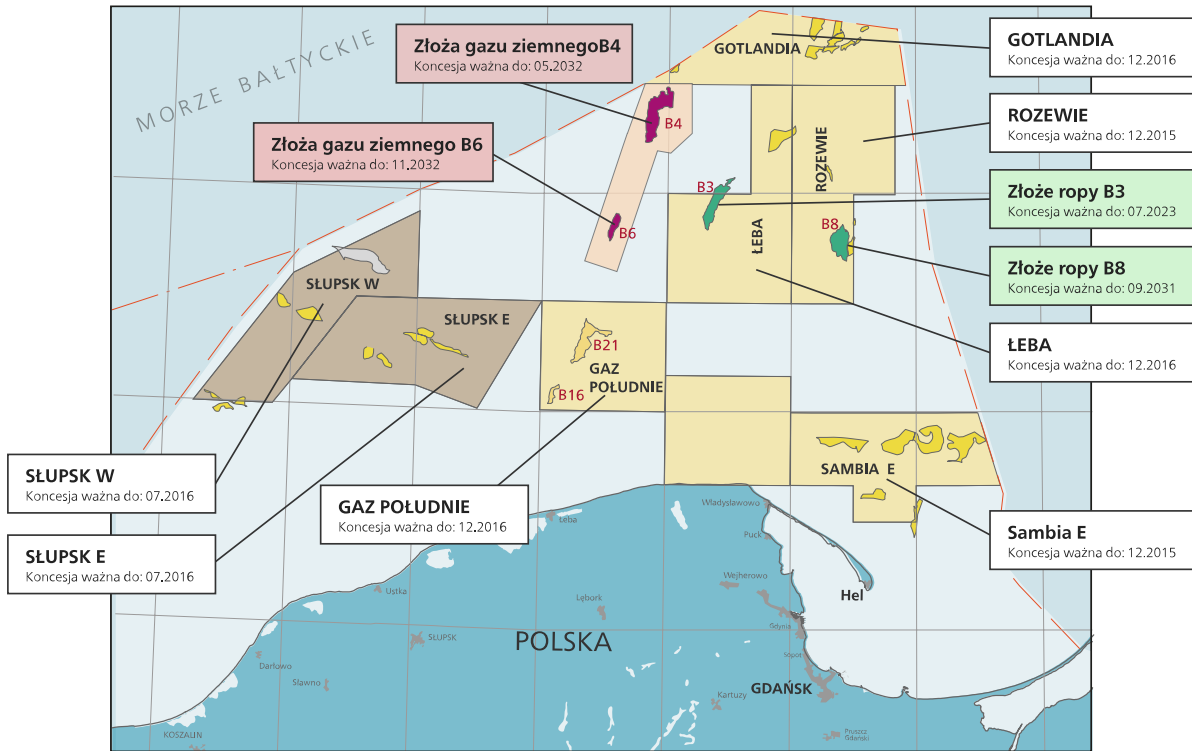 MORZE BAŁTYCKIE
Złoża gazu ziemnegoB4
Koncesja ważna do: 05.2032
Złoża gazu ziemnego B6
Koncesja ważna do: 11.2032
GOTLANDIA
GOTLANDIA
Koncesja ważna do: 12.2016
ROZEWIE
Koncesja ważna do: 12.2015
Złoże ropy B3
Koncesja ważna do: 07.2023
Złoże ropy B8
Koncesja ważna do: 09.2031
ŁEBA
Koncesja ważna do: 12.2016
B4
B6
B3
B8
ROZEWIE
ŁEBA
SŁUPSK W
SŁUPSK E
B21
GAZ
POŁUDNIE
B16
SAMBIA E
SŁUPSK W
Koncesja ważna do: 07.2016
SŁUPSK E
Koncesja ważna do: 07.2016
GAZ POŁUDNIE
Koncesja ważna do: 12.2016
Sambia E
Koncesja ważna do: 12.2015
Łeba
Władysławowo
Puck
Hel
Wejherowo
Ustka
Lębork
Gdynia
SŁUPSK
POLSKA
Sopot
Darłowo
Sławno
GDAŃSK
Kartuzy
KOSZALIN
Pruszcz
Gdański